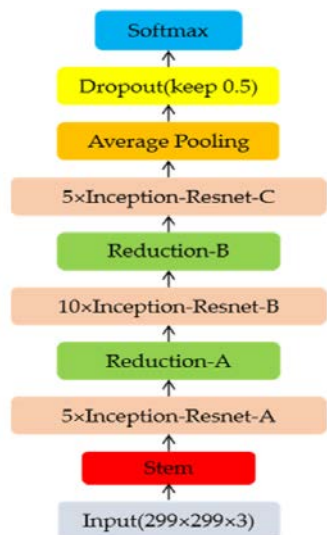 Softmax
Dropout(keep 0.5)
Average Pooling
5×Inception-Resnet-C
Reduction-B
10×Inception-Resnet-B
Reduction-A
5×Inception-Resnet-A
Stem
Input(299×299×3)